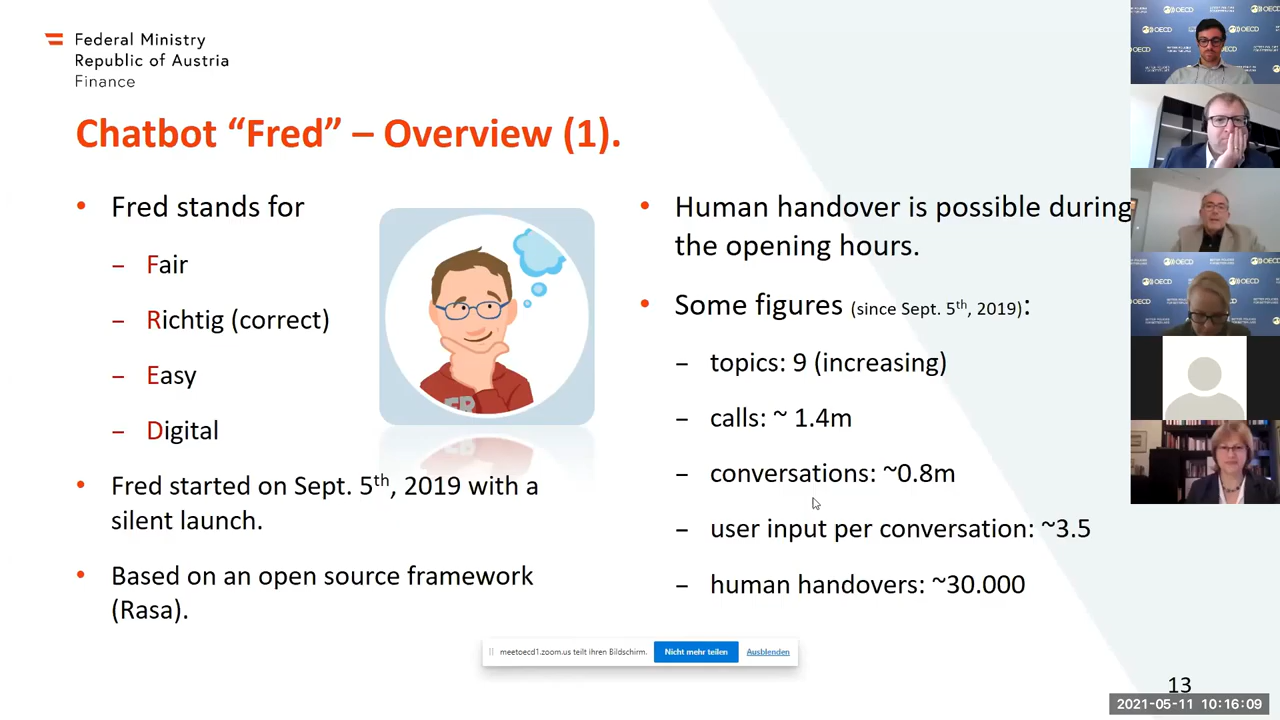 Federal Ministry
Republic of Austria
Finance
Chatbot “Fred” – Overview (1).
• Fred stands for
– Fair
– Richtig (correct)
– Easy
– Digital
• Fred started on Sept. 5th, 2019 with a
silent launch.
• Based on an open source framework
(Rasa).
• Human handover is possible during
the opening hours.
• Some figures (since Sept. 5th, 2019):
– topics: 9 (increasing)
– calls: ~ 1.4m
– conversations: ~0.8m
– user input per conversation: ~3.5
– human handovers: ~30.000
meetoecd1.zoom.us teilt Ihren Bildschirm. Nicht mehr teilen Ausblenden
13
2021-05-11 10:16:09
OECD
OECD
OECD
OECD